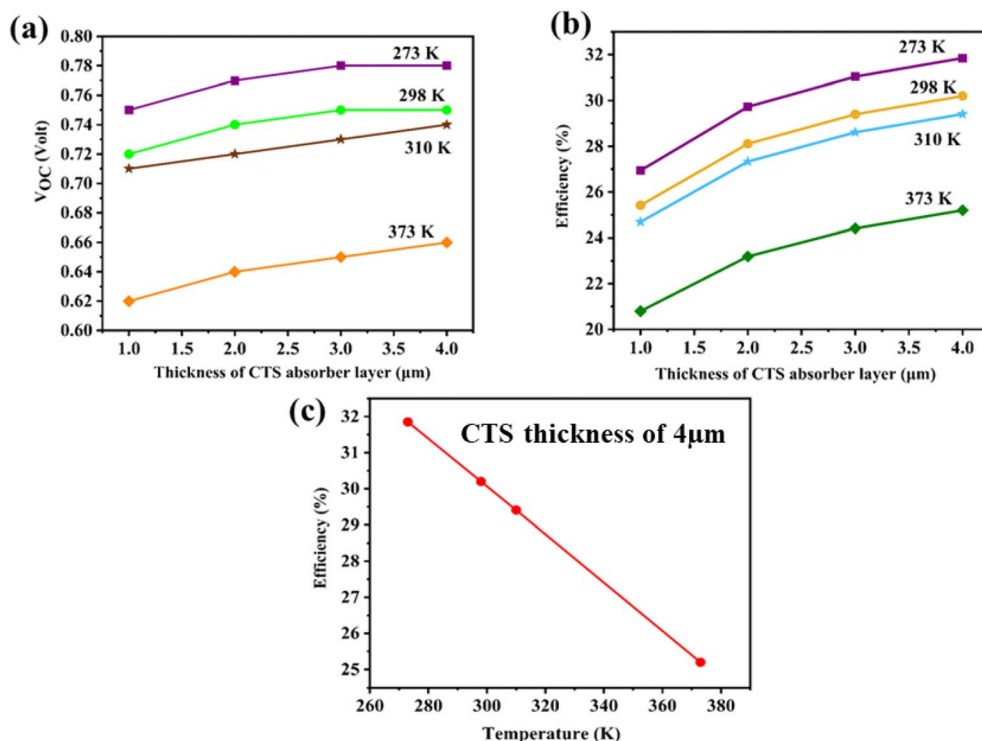 (a)
0.80
0.78
0.76
0.74
0.72
0.70
0.68
0.66
0.64
0.62
0.60
VOC (Volt)
273 K
298 K
310 K
373 K
1.0 1.5 2.0 2.5 3.0 3.5 4.0
Thickness of CTS absorber layer (μm)
(b)
32
30
28
26
24
22
20
Efficiency (%)
273 K
298 K
310 K
373 K
1.0 1.5 2.0 2.5 3.0 3.5 4.0
Thickness of CTS absorber layer (μm)
(c)
CTS thickness of 4μm
32
31
30
29
28
27
26
25
Efficiency (%)
260 280 300 320 340 360 380
Temperature (K)